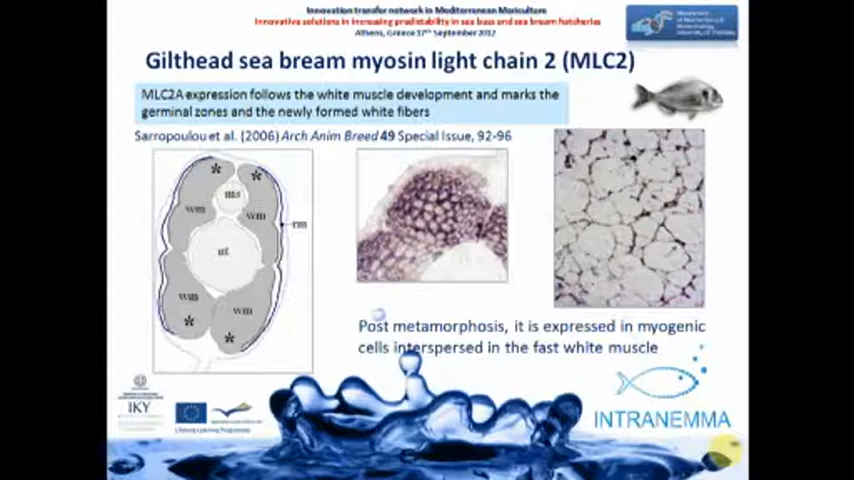 Innovation transfer network in Mediterranean Mariculture
Innovative solutions in increasing predictability in sea bass and sea bream hatcheries
Athens, Greece 17th September 2012
Gilthead sea bream myosin light chain 2 (MLC2)
MLC2A expression follows the white muscle development and marks the
germinal zones and the newly formed white fibers
Sarropoulou et al. (2006) Arch Anim Breed 49 Special Issue, 92-96
* *
wm wm rm
nt
wm wm
* *
Post metamorphosis, it is expressed in myogenic
cells interspersed in the fast white muscle
IKY
Lifelong Learning Programme
INTRANEMMA